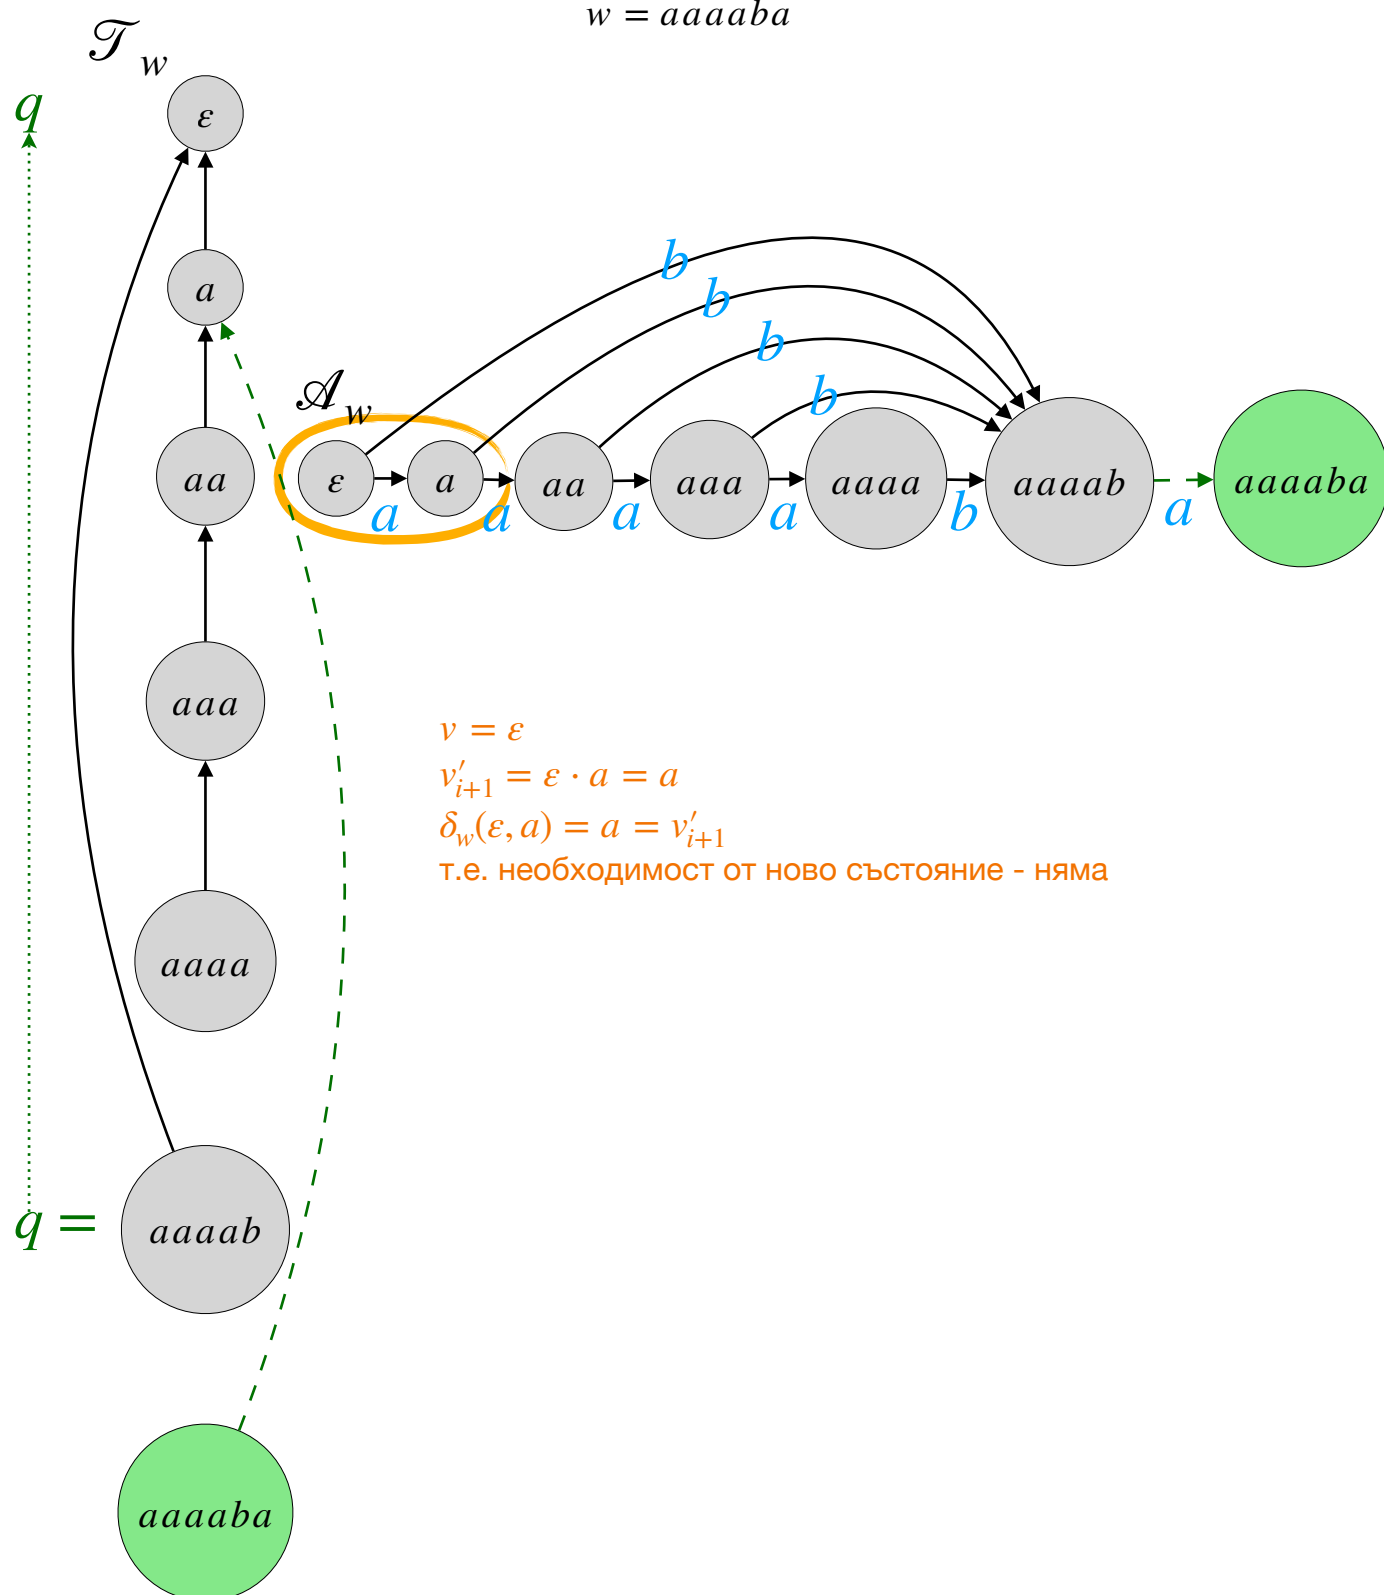 w = aaaaba
𝒯_w
q
ε
a
aa
aaa
aaaa
q =
aaaab
aaaaba
𝒜_w
b
b
b
b
ε
a
a
a
aa
a
aaa
a
aaaa
b
aaaab
a
aaaaba
v = ε
v′_{i+1} = ε · a = a
δ_w(ε, a) = a = v′_{i+1}
т.е. необходимост от ново състояние - няма